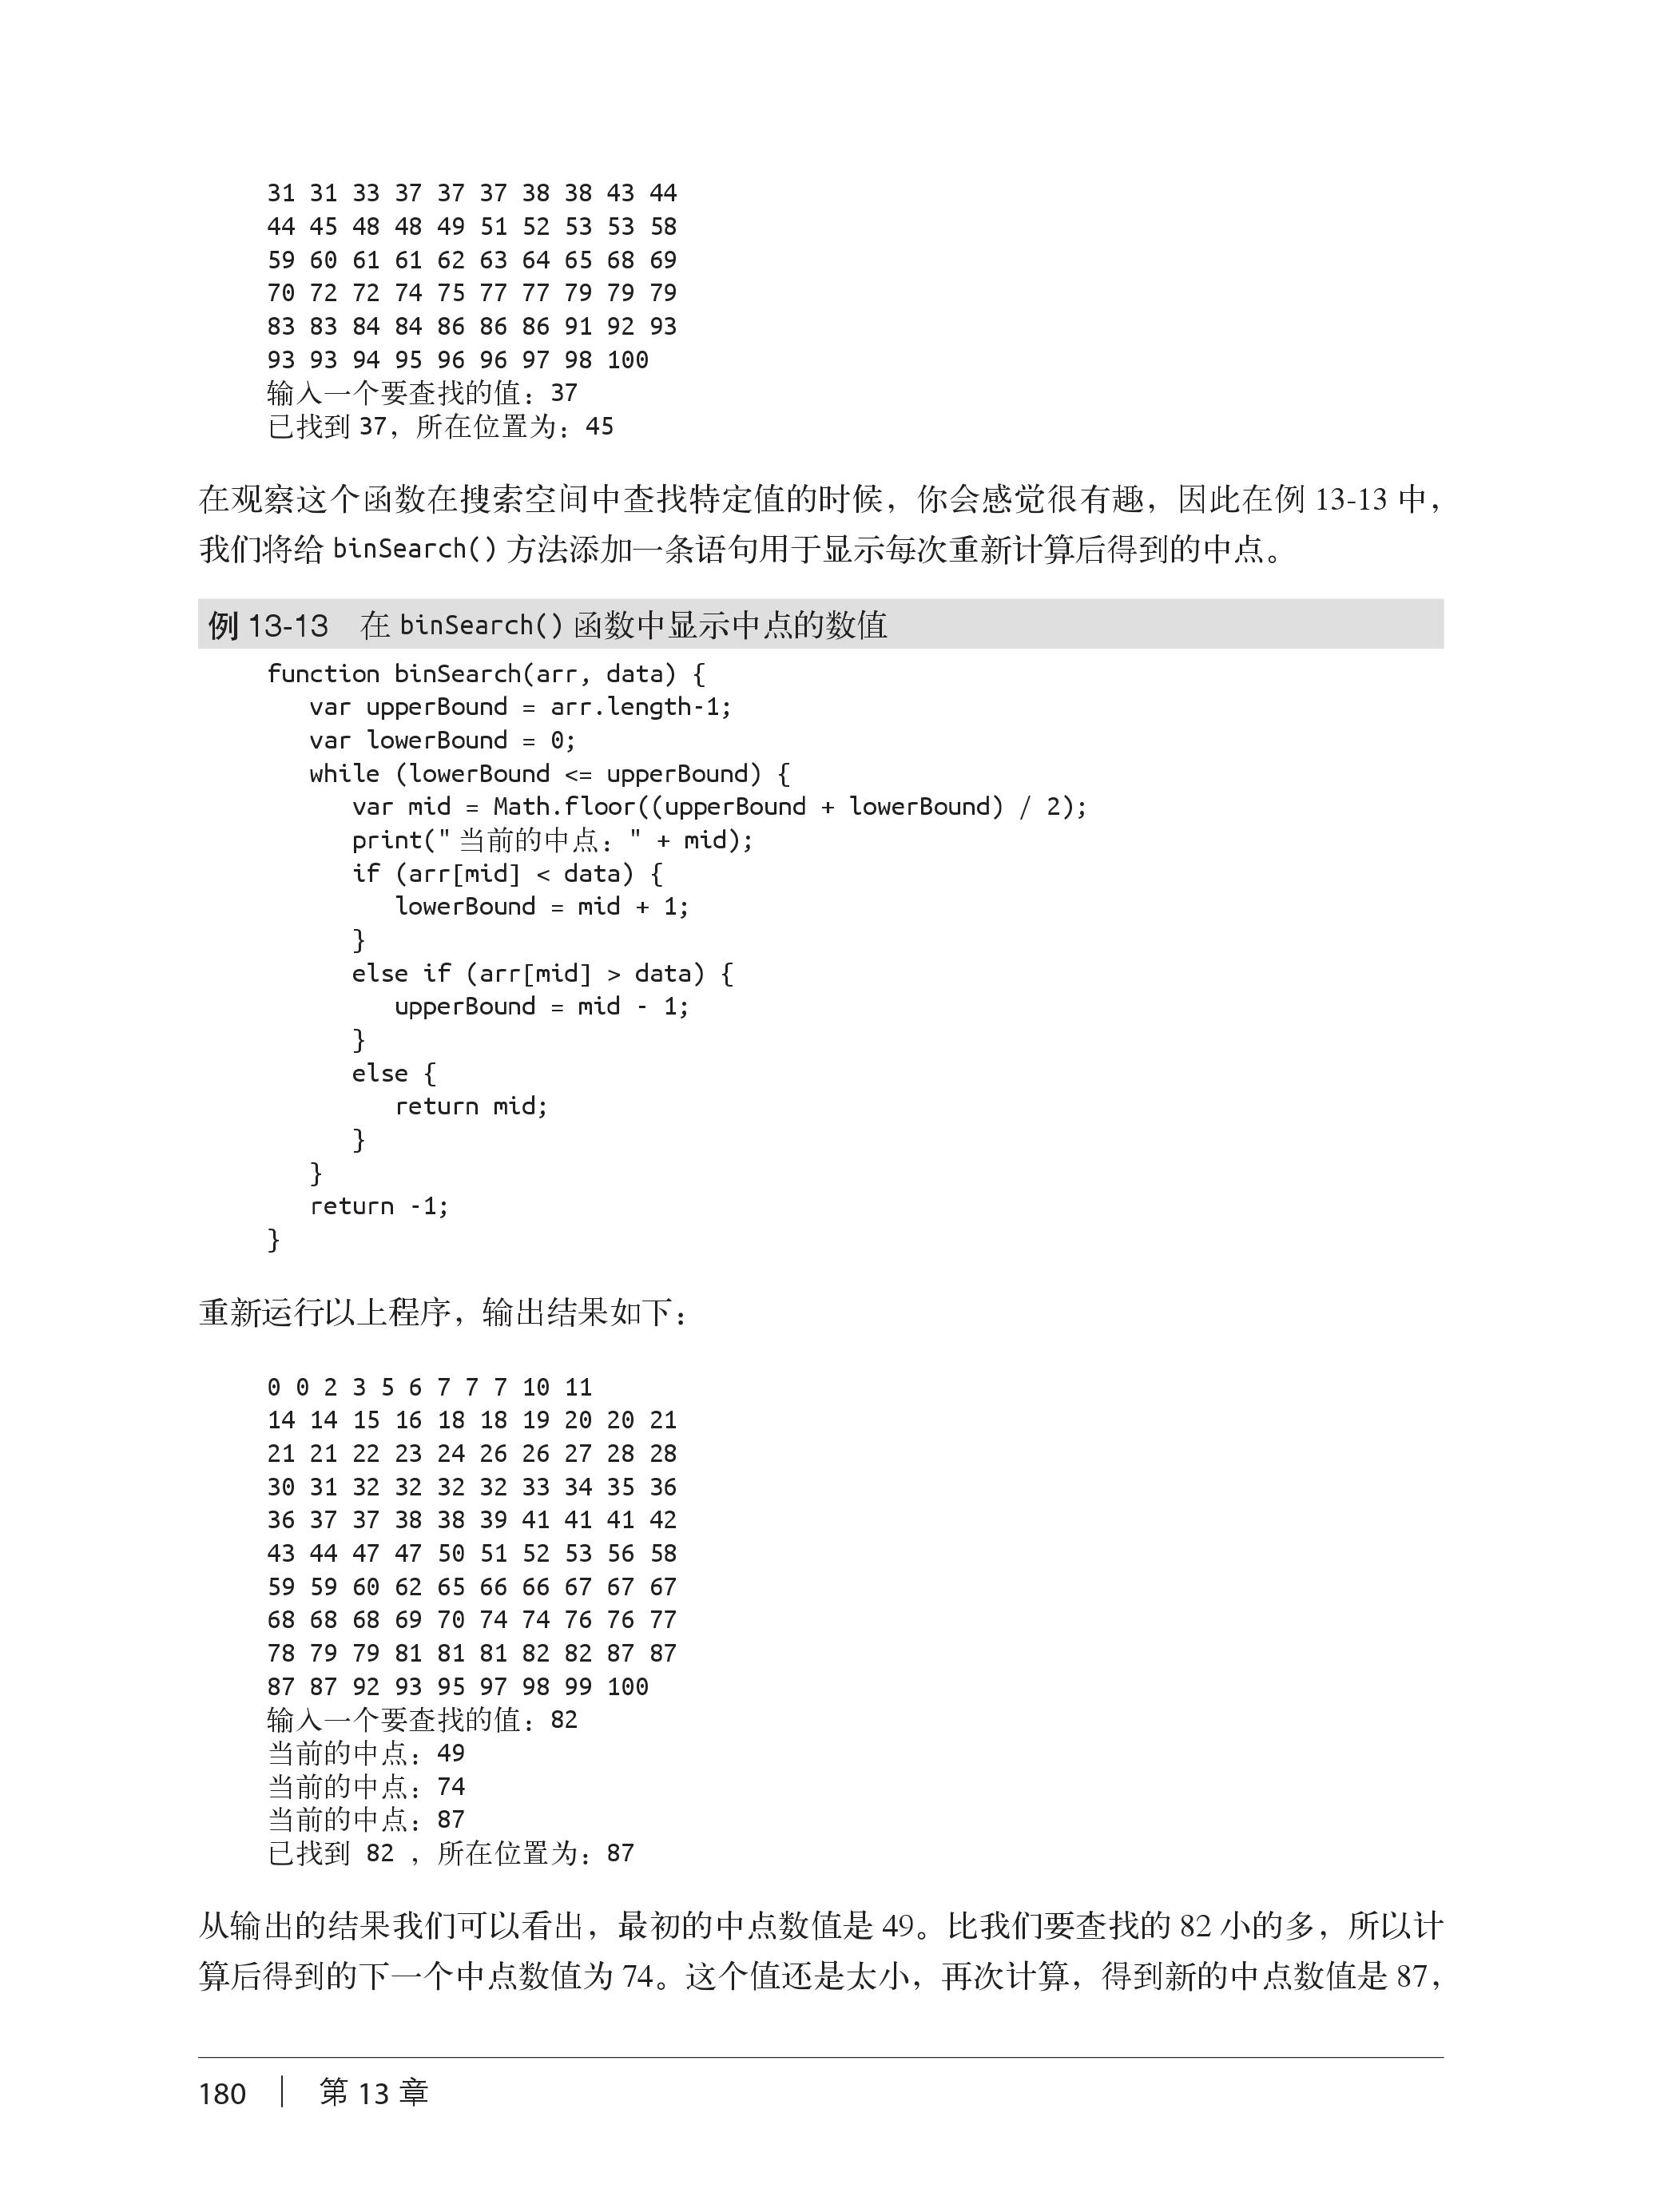 31 31 33 37 37 37 38 38 43 44
44 45 48 48 49 51 52 53 53 58
59 60 61 61 62 63 64 65 68 69
70 72 72 74 75 77 77 79 79 79
83 83 84 84 86 86 86 91 92 93
93 93 94 95 96 96 97 98 100
输入一个要查找的值：37
已找到 37，所在位置为：45
在观察这个函数在搜索空间中查找特定值的时候，你会感觉很有趣，因此在例 13-13 中，
我们将给 binSearch() 方法添加一条语句用于显示每次重新计算后得到的中点。
例 13-13　在 binSearch() 函数中显示中点的数值
function binSearch(arr, data) {
   var upperBound = arr.length-1;
   var lowerBound = 0;
   while (lowerBound <= upperBound) {
      var mid = Math.floor((upperBound + lowerBound) / 2);
      print(" 当前的中点：" + mid);
      if (arr[mid] < data) {
         lowerBound = mid + 1;
      }
      else if (arr[mid] > data) {
         upperBound = mid - 1;
      }
      else {
         return mid;
      }
   }
   return -1;
}
重新运行以上程序，输出结果如下：
0 0 2 3 5 6 7 7 7 10 11
14 14 15 16 18 18 19 20 20 21
21 21 22 23 24 26 26 27 28 28
30 31 32 32 32 32 33 34 35 36
36 37 37 38 38 39 41 41 41 42
43 44 47 47 50 51 52 53 56 58
59 59 60 62 65 66 66 67 67 67
68 68 68 69 70 74 74 76 76 77
78 79 79 81 81 81 82 82 87 87
87 87 92 93 95 97 98 99 100
输入一个要查找的值：82
当前的中点：49
当前的中点：74
当前的中点：87
已找到 82 ，所在位置为：87
从输出的结果我们可以看出，最初的中点数值是 49。比我们要查找的 82 小的多，所以计
算后得到的下一个中点数值为 74。这个值还是太小，再次计算，得到新的中点数值是 87，
180 │ 第 13 章